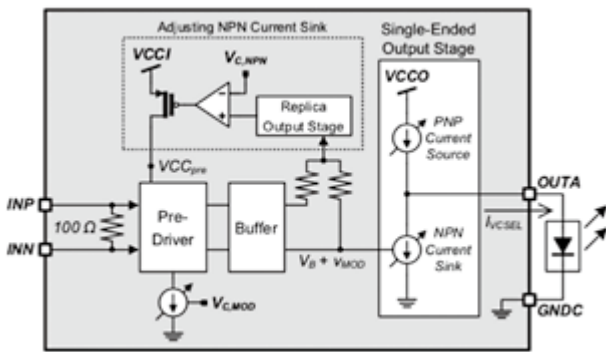 Adjusting NPN Current Sink
Single-Ended
Output Stage
VCCI
VC,NPN
VCCO
Replica
Output Stage
PNP
Current
Source
VCCpre
OUTA
INP
100 Ω
INN
Pre-
Driver
Buffer
IVCSEL
NPN
Current
Sink
VB + vMOD
VC,MOD
GNDC